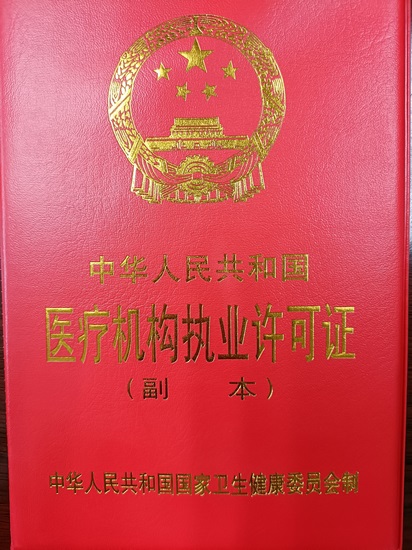 中华人民共和国
医疗机构执业许可证
（副 本）
中华人民共和国国家卫生健康委员会制